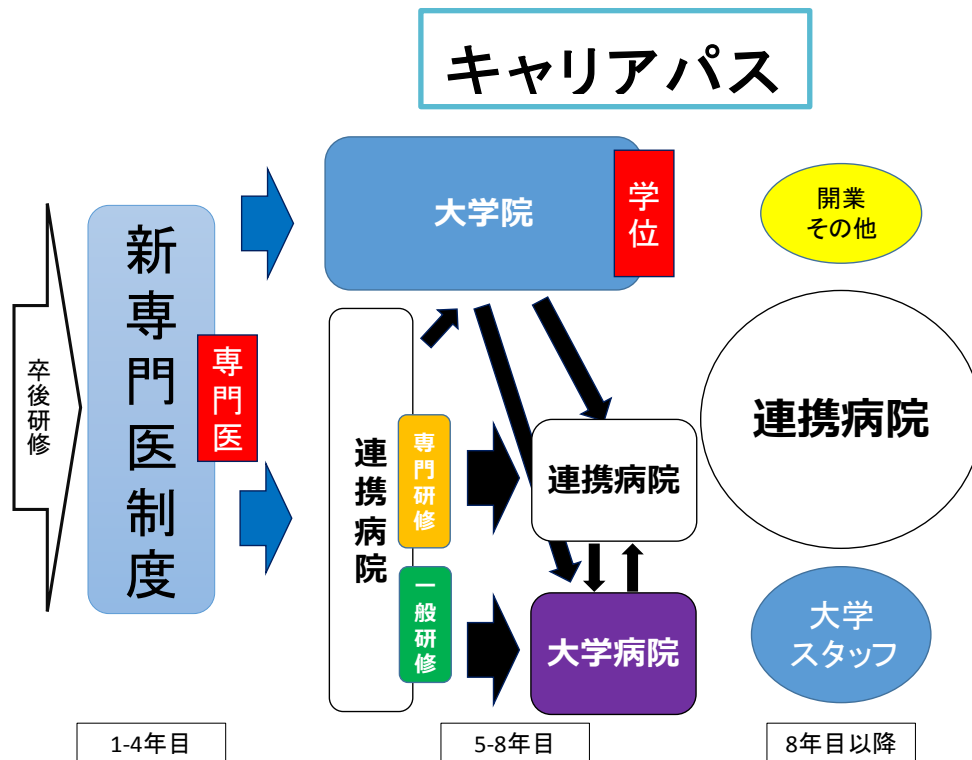 キャリアパス
卒後研修
新専門医制度
専門医
大学院
学位
連携病院
専門研修
一般研修
連携病院
大学病院
開業
その他
連携病院
大学
スタッフ
1-4年目
5-8年目
8年目以降